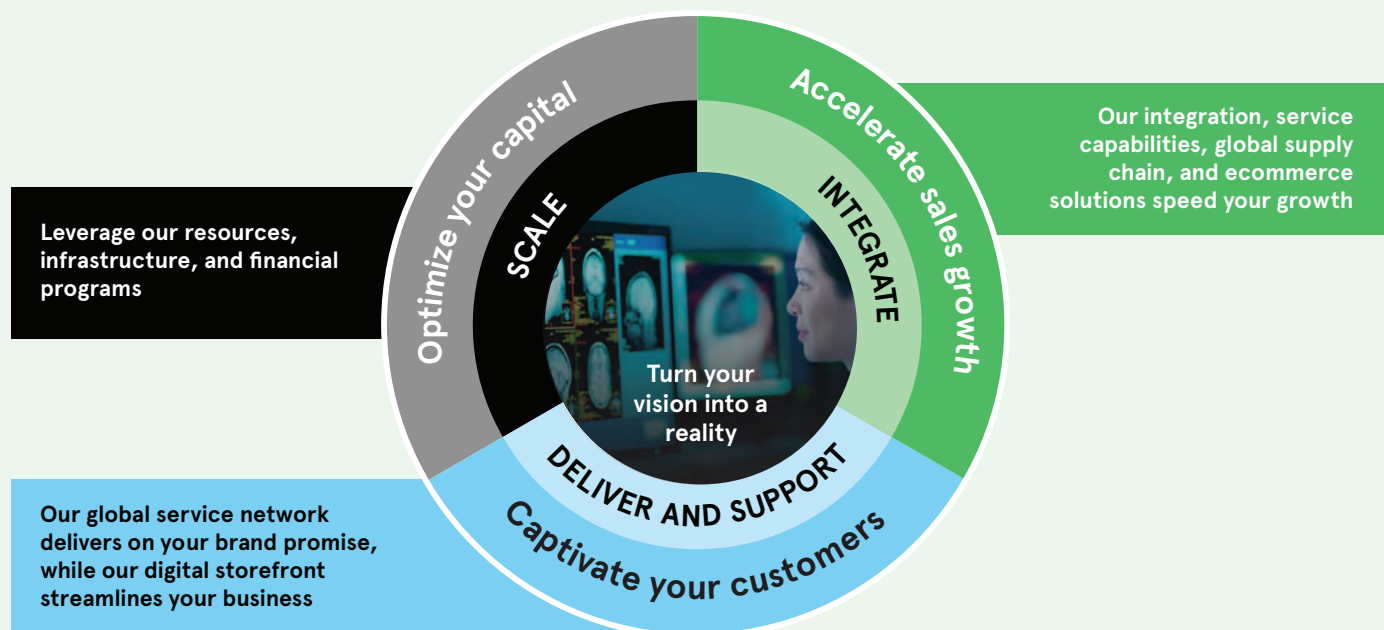 Optimize your capital
SCALE
Leverage our resources,
infrastructure, and financial
programs
Accelerate sales growth
INTEGRATE
Our integration, service
capabilities, global supply
chain, and ecommerce
solutions speed your growth
Turn your
vision into a
reality
DELIVER AND SUPPORT
Captivate your customers
Our global service network
delivers on your brand promise,
while our digital storefront
streamlines your business